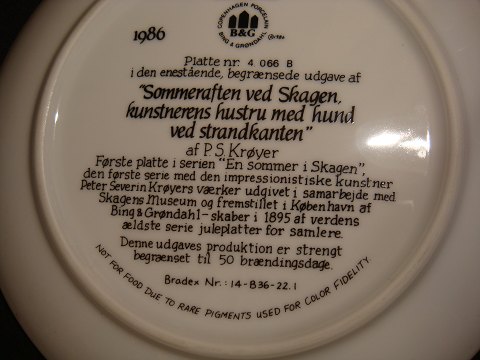 COPENHAGEN PORCELAIN
B&G
BING & GRØNDAHL
1986
Platte nr. 4 066 B
i den enestående, begrænsede udgave af
"Sommeraften ved Skagen,
kunstnerens hustru med hund
ved strandkanten"
af P.S. Krøyer
Første platte i serien "En sommer i Skagen",
den første serie med den impressionistiske kunstner
Peter Severin Krøyers værker udgivet i samarbejde med
Skagens Museum og fremstillet i København af
Bing & Grøndahl-skaber i 1895 af verdens
ældste serie juleplatter for samlere.
Denne udgaves produktion er strengt
begrænset til 50 brændingsdage.
NOT FOR FOOD DUE TO RARE PIGMENTS USED FOR COLOR FIDELITY.
Bradex Nr.: 14-B36-22.1